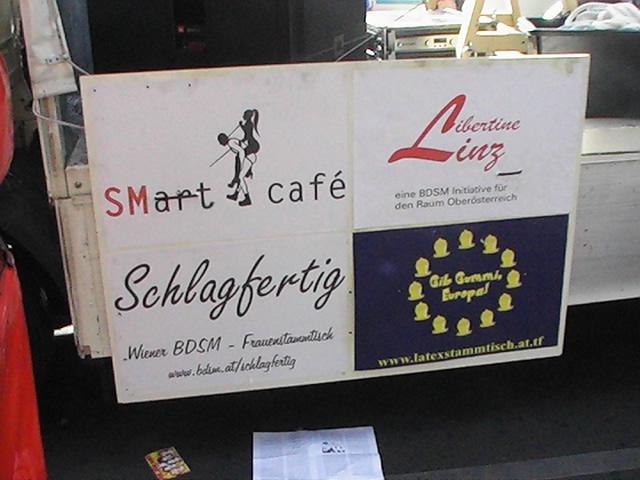 SMart café
Libertine
Linz_
eine BDSM Initiative für
den Raum Oberösterreich
Schlagfertig
Wiener BDSM - Frauenstammtisch
www.bdsm.at/schlagfertig
Gib Gummi,
Europa!
www.latexstammtisch.at.tf